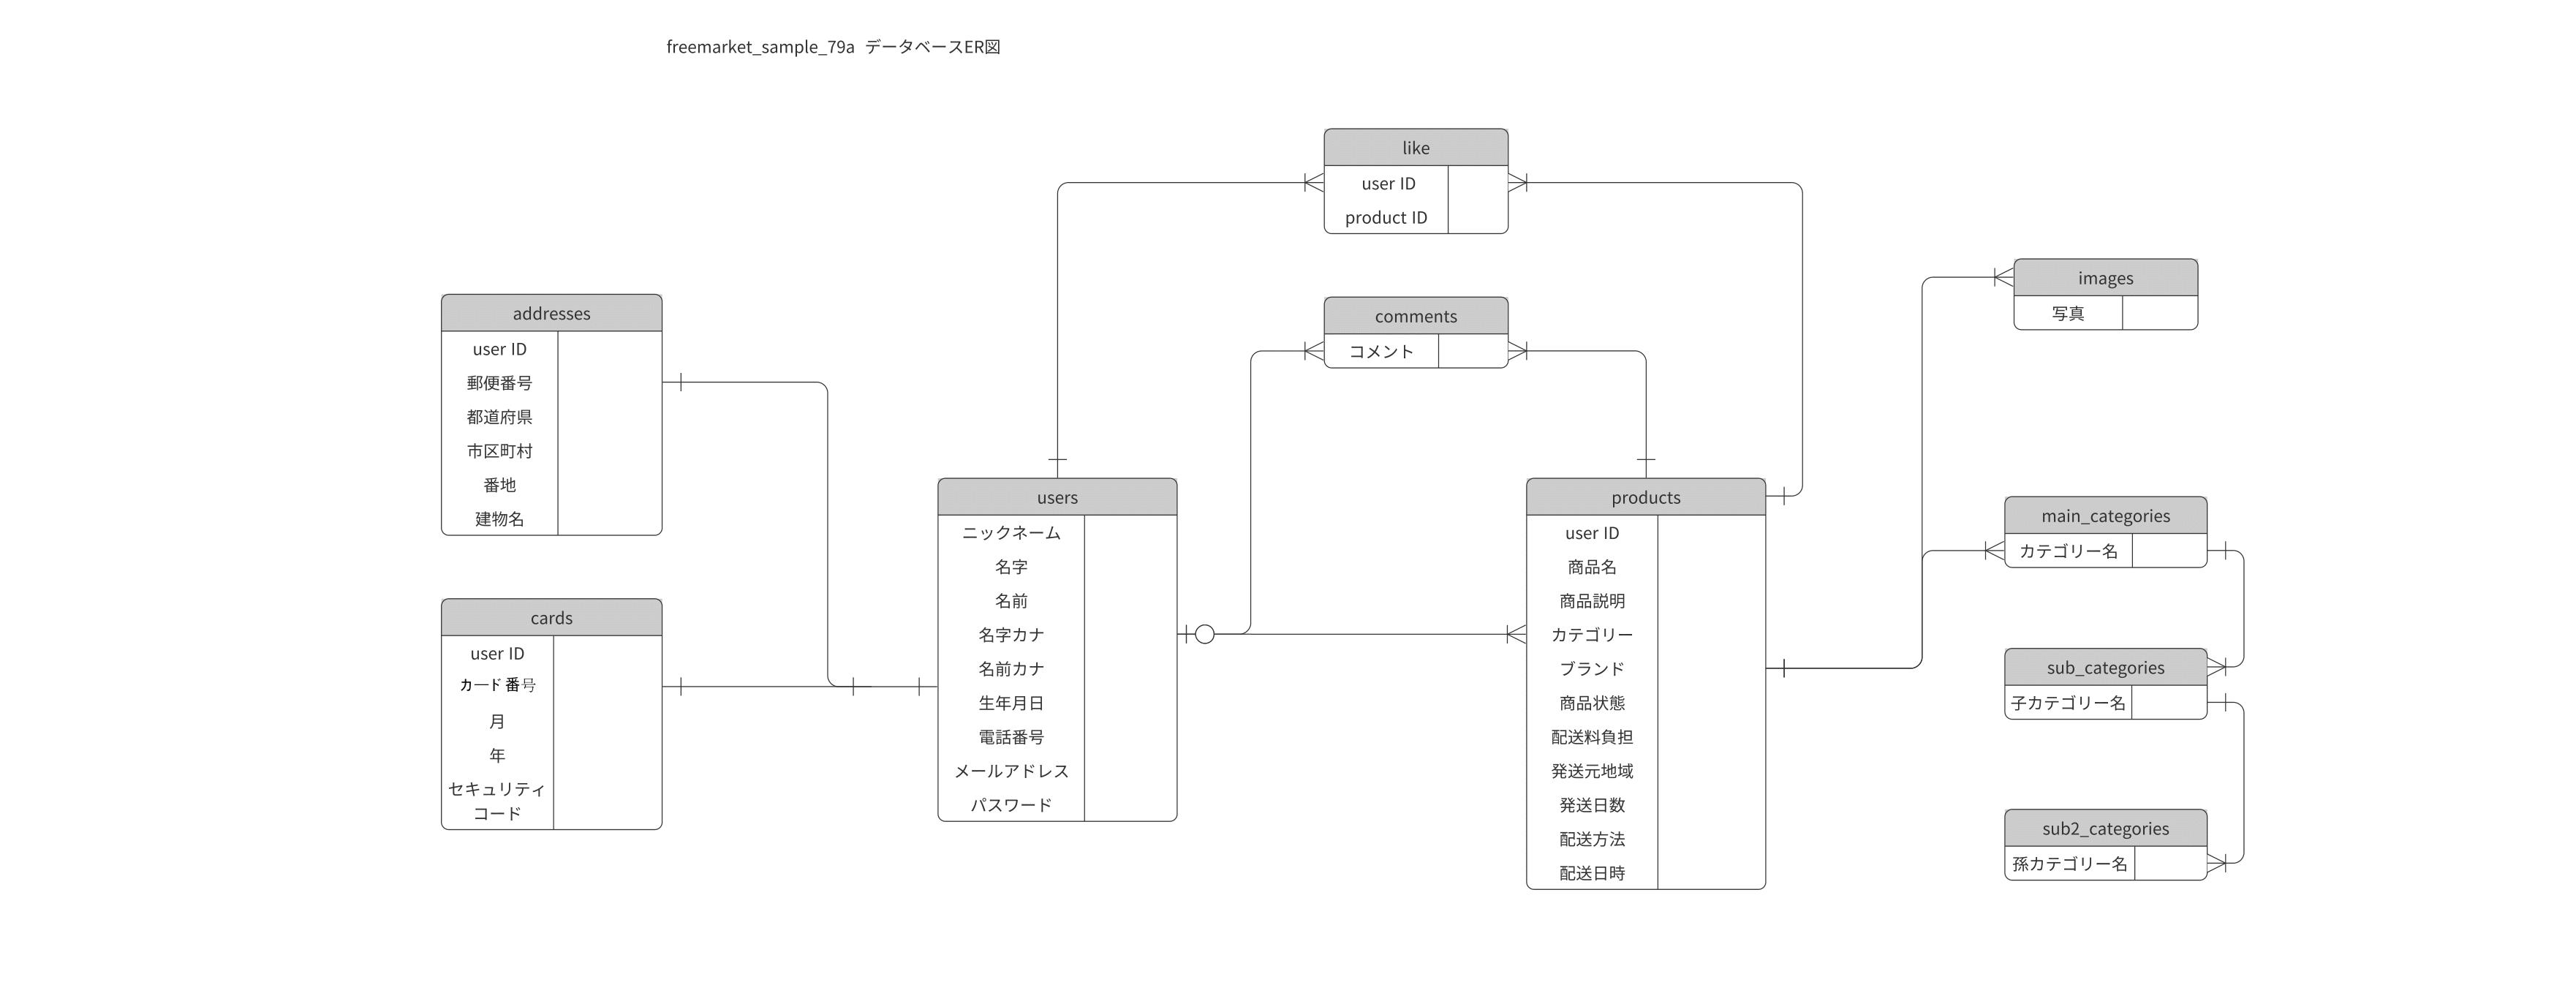 freemarket_sample_79a データベースER図
like
user ID
product ID
images
写真
addresses
user ID
郵便番号
都道府県
市区町村
番地
建物名
comments
コメント
users
ニックネーム
名字
名前
名字カナ
名前カナ
生年月日
電話番号
メールアドレス
パスワード
products
user ID
商品名
商品説明
カテゴリー
ブランド
商品状態
配送料負担
発送元地域
発送日数
配送方法
配送日時
main_categories
カテゴリー名
cards
user ID
カード番号
月
年
セキュリティ
コード
sub_categories
子カテゴリー名
sub2_categories
孫カテゴリー名